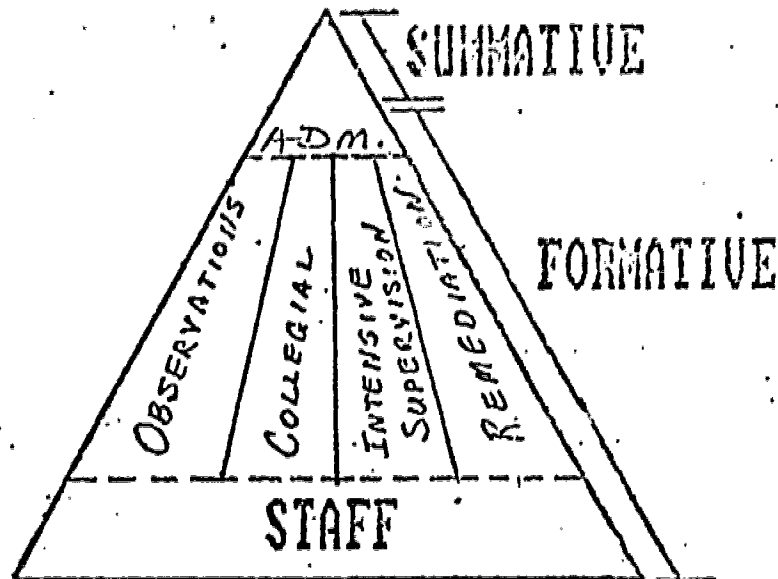 SUMMATIVE
A-DM.
OBSERVATIONS
COLLEGIAL
INTENSIVE
SUPERVISION
REMEDIATION
FORMATIVE
STAFF